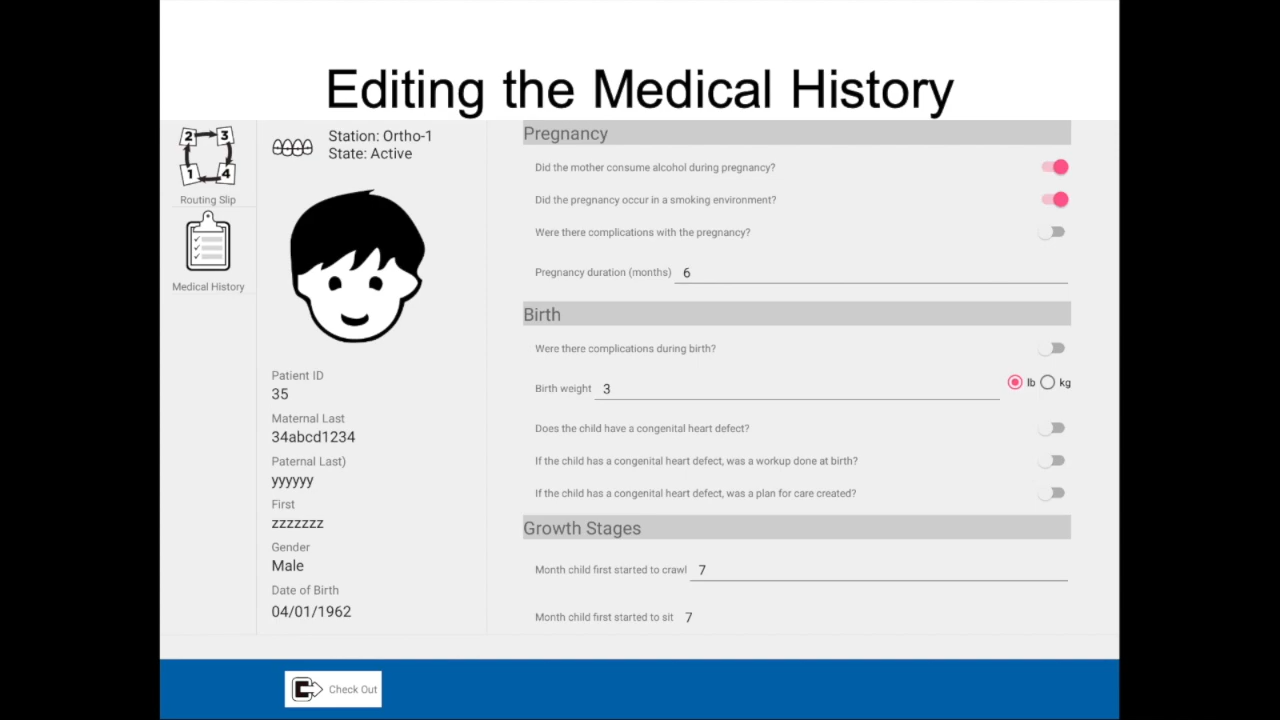 Editing the Medical History
2
3
1
4
Routing Slip
Medical History
Station: Ortho-1
State: Active
Patient ID
35
Maternal Last
34abcd1234
Paternal Last)
yyyyyy
First
zzzzzzz
Gender
Male
Date of Birth
04/01/1962
Pregnancy
Did the mother consume alcohol during pregnancy?
Did the pregnancy occur in a smoking environment?
Were there complications with the pregnancy?
Pregnancy duration (months) 6
Birth
Were there complications during birth?
Birth weight 3 lb kg
Does the child have a congenital heart defect?
If the child has a congenital heart defect, was a workup done at birth?
If the child has a congenital heart defect, was a plan for care created?
Growth Stages
Month child first started to crawl 7
Month child first started to sit 7
Check Out